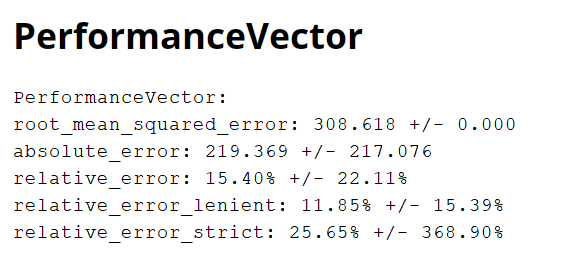 PerformanceVector
PerformanceVector:
root_mean_squared_error: 308.618 +/- 0.000
absolute_error: 219.369 +/- 217.076
relative_error: 15.40% +/- 22.11%
relative_error_lenient: 11.85% +/- 15.39%
relative_error_strict: 25.65% +/- 368.90%